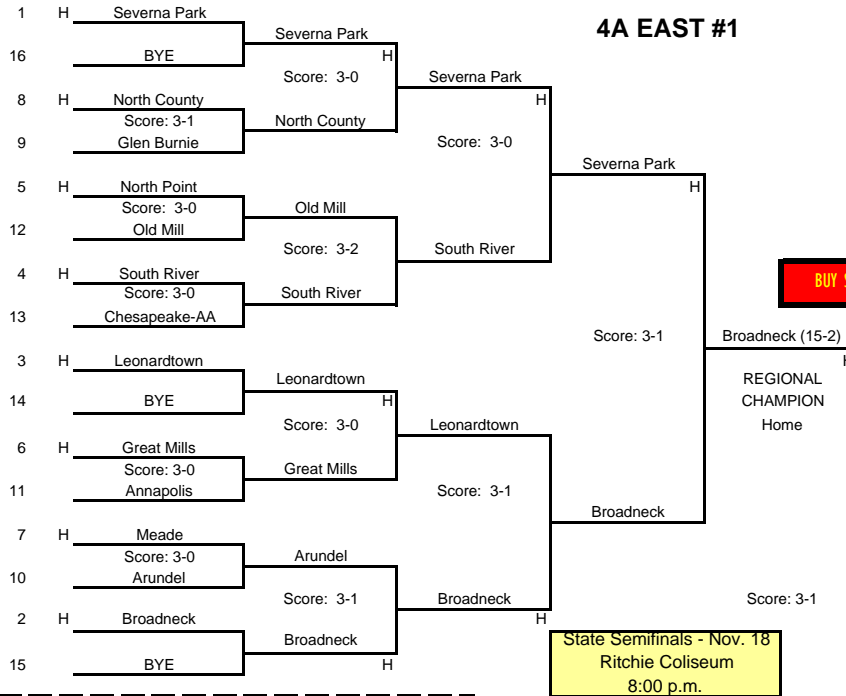 4A EAST #1
1 H Severna Park
16 BYE
Severna Park
H
Score: 3-0
8 H North County
Score: 3-1
9 Glen Burnie
North County
Severna Park
H
Score: 3-0
5 H North Point
Score: 3-0
12 Old Mill
Old Mill
Score: 3-2
4 H South River
Score: 3-0
13 Chesapeake-AA
South River
South River
Severna Park
H
Score: 3-1
3 H Leonardtown
14 BYE
Leonardtown
H
Score: 3-0
6 H Great Mills
Score: 3-0
11 Annapolis
Great Mills
Leonardtown
Score: 3-1
7 H Meade
Score: 3-0
10 Arundel
Arundel
Score: 3-1
2 H Broadneck
15 BYE
Broadneck
H
Broadneck
H
Broadneck
Broadneck (15-2)
REGIONAL
CHAMPION
Home
BUY
Score: 3-1
State Semifinals - Nov. 18
Ritchie Coliseum
8:00 p.m.